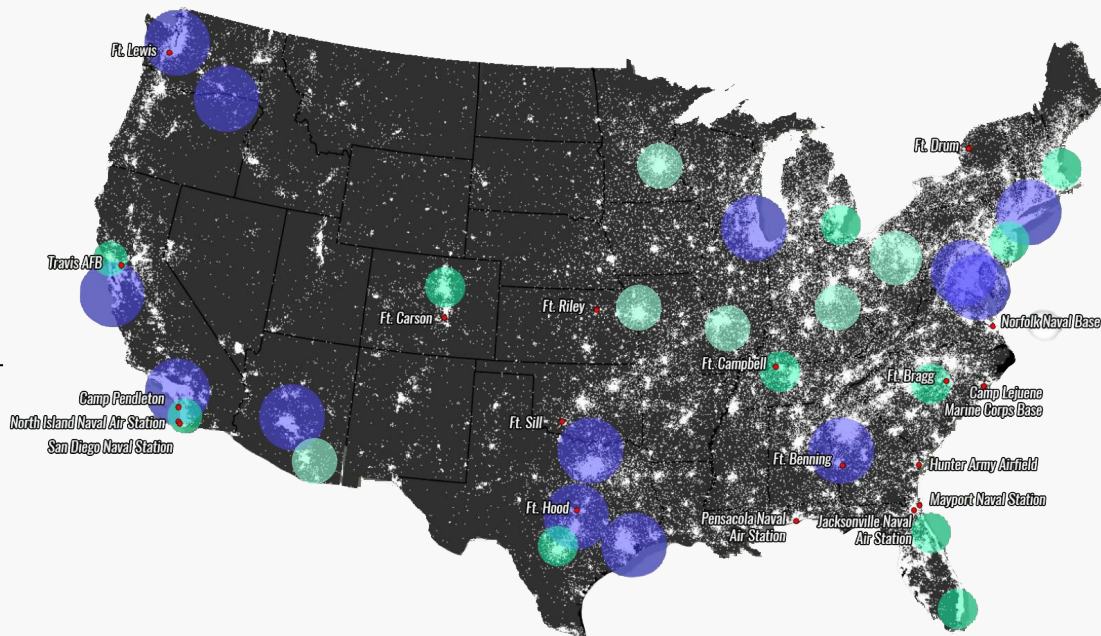 Ft. Lewis
Ft. Drum
Travis AFB
Ft. Carson
Ft. Riley
Norfolk Naval Base
Ft. Campbell
Ft. Bragg
Camp Lejuene
Marine Corps Base
Camp Pendleton
North Island Naval Air Station
San Diego Naval Station
Ft. Sill
Ft. Benning
Hunter Army Airfield
Ft. Hood
Mayport Naval Station
Pensacola Naval
Air Station
Jacksonville Naval
Air Station